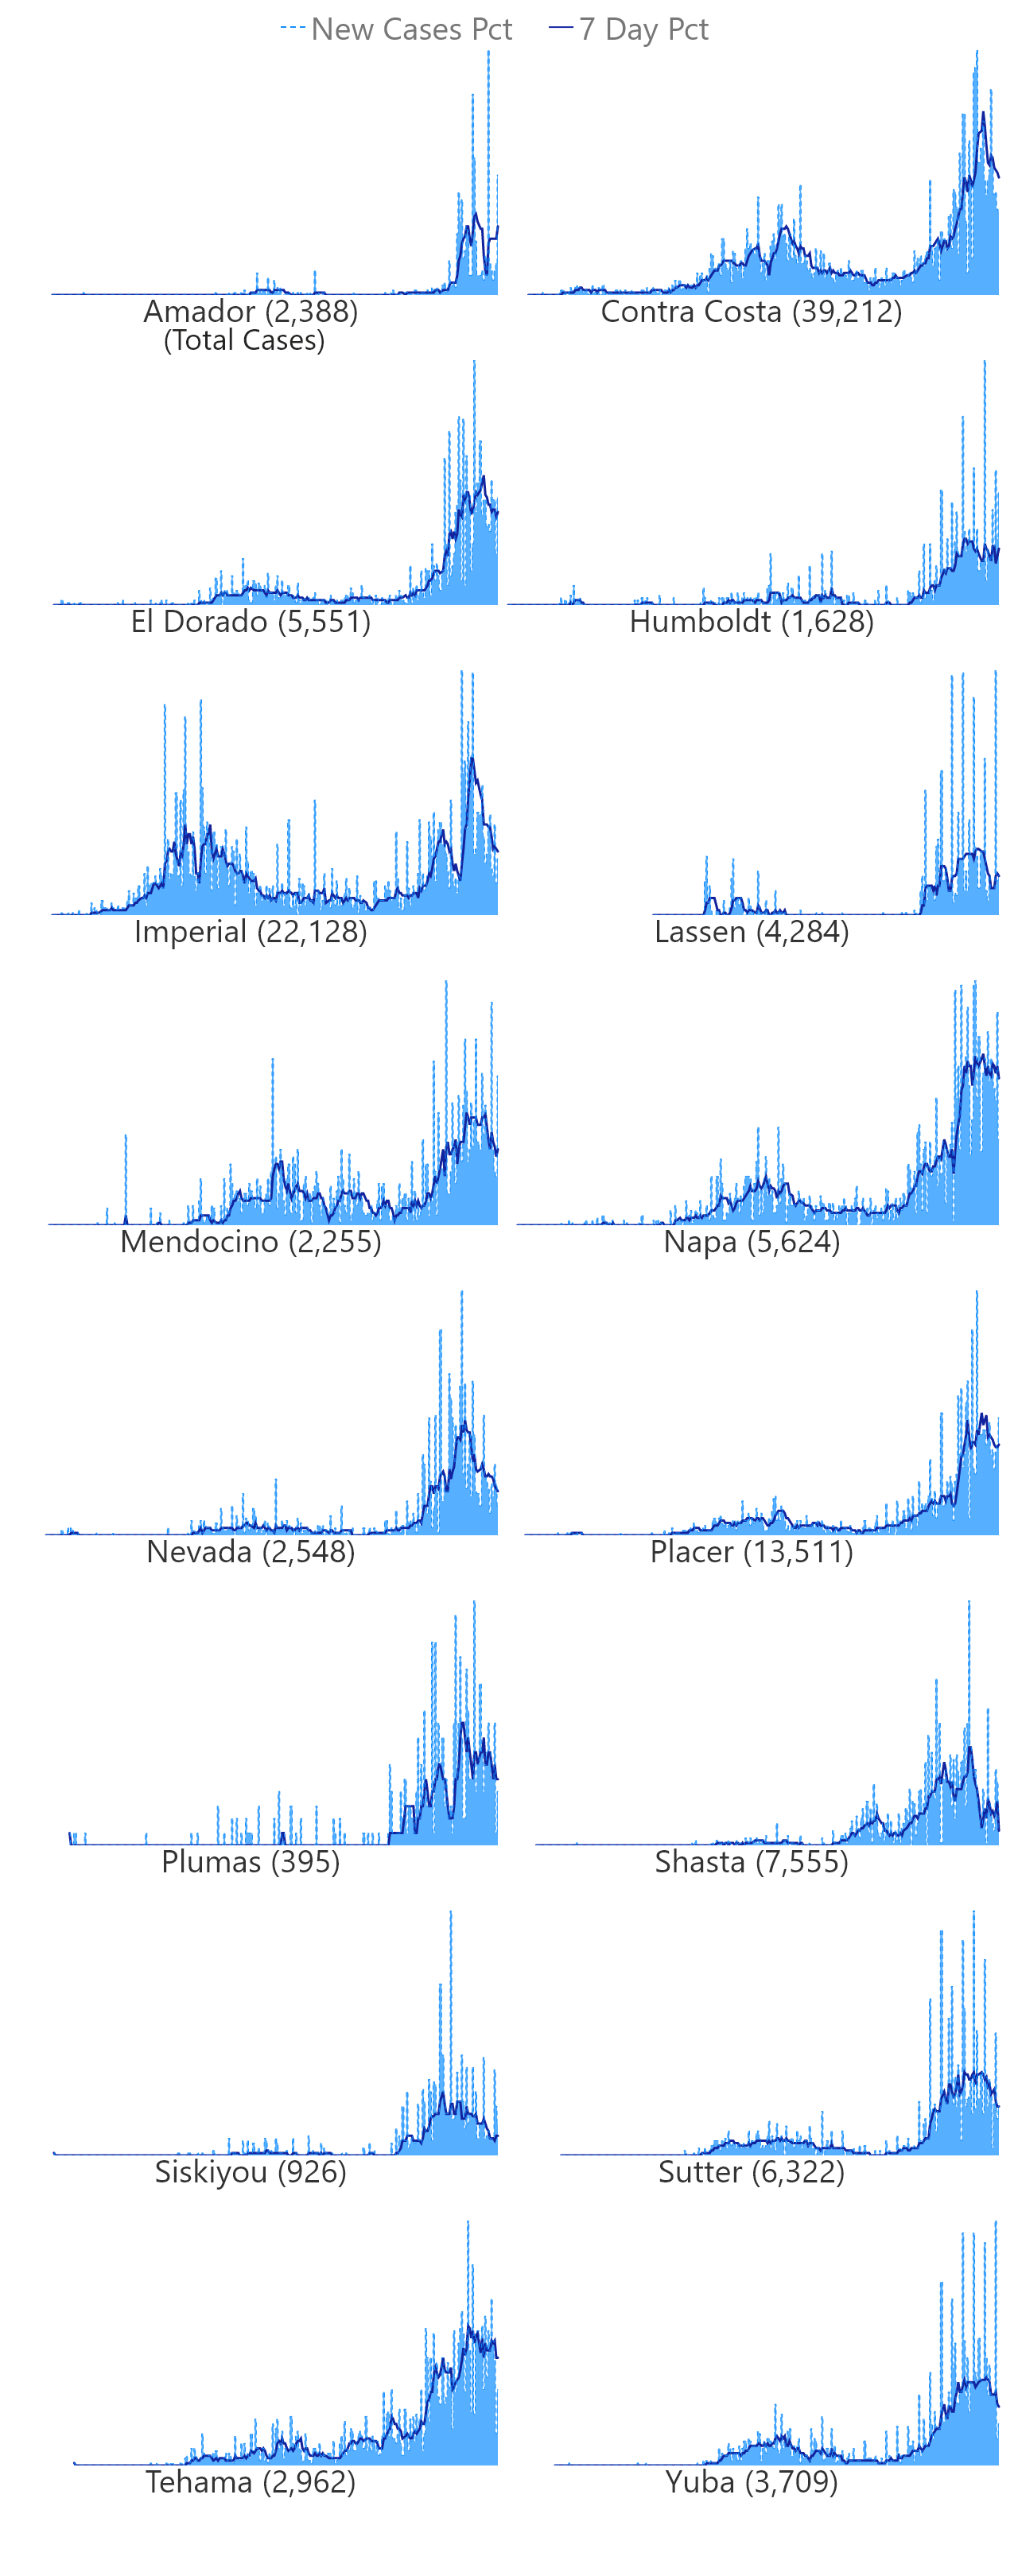 New Cases Pct 7 Day Pct
Amador (2,388) Contra Costa (39,212)
(Total Cases)
El Dorado (5,551) Humboldt (1,628)
Imperial (22,128) Lassen (4,284)
Mendocino (2,255) Napa (5,624)
Nevada (2,548) Placer (13,511)
Plumas (395) Shasta (7,555)
Siskiyou (926) Sutter (6,322)
Tehama (2,962) Yuba (3,709)